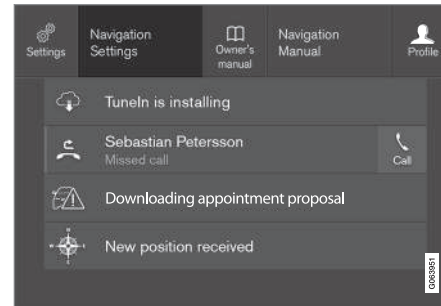 Settings
Navigation
Settings
Owner's
manual
Navigation
Manual
Profile
TuneIn is installing
Sebastian Petersson
Missed call
Call
Downloading appointment proposal
New position received
G063951